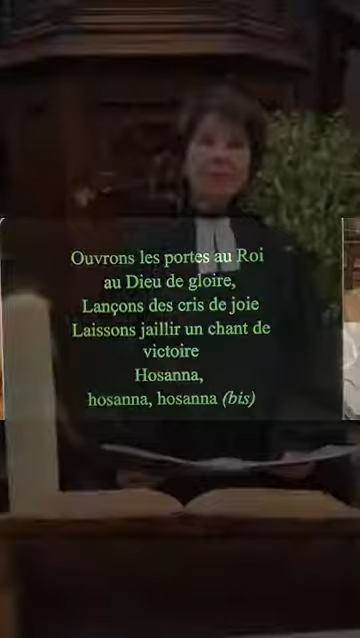 Ouvrons les portes au Roi
au Dieu de gloire,
Lançons des cris de joie
Laissons jaillir un chant de
victoire
Hosanna,
hosanna, hosanna (bis)